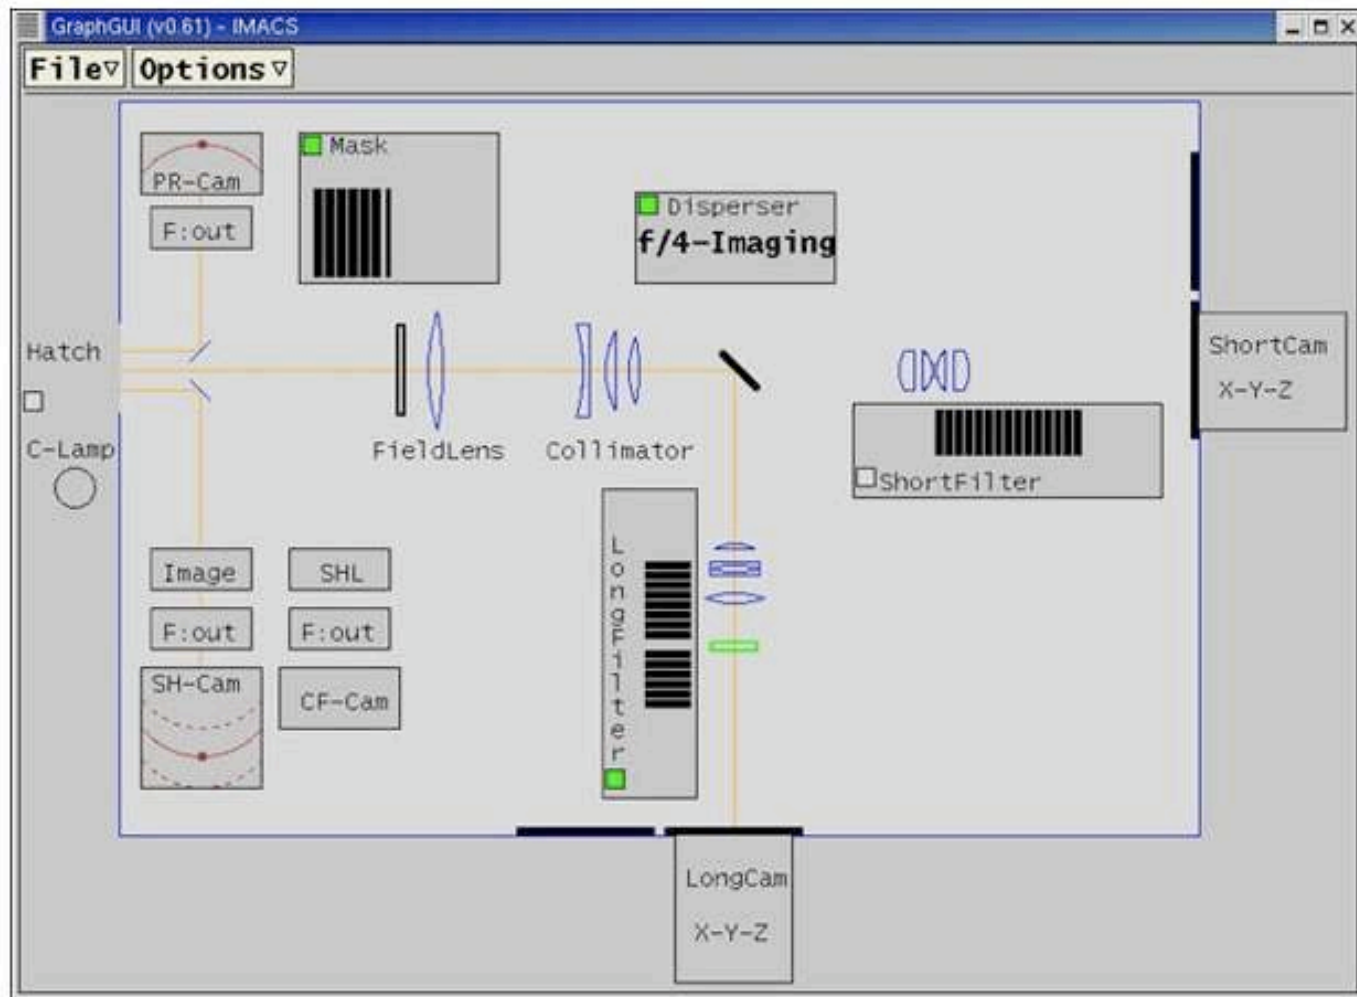 GraphGUI (v0.61) - IMACS
File Options
PR-Cam
F:out
Mask
Disperser
f/4-Imaging
Hatch
ShortCam
X-Y-Z
C-Lamp
FieldLens
Collimator
ShortFilter
LongFilter
Image
SHL
F:out
F:out
SH-Cam
CF-Cam
LongCam
X-Y-Z